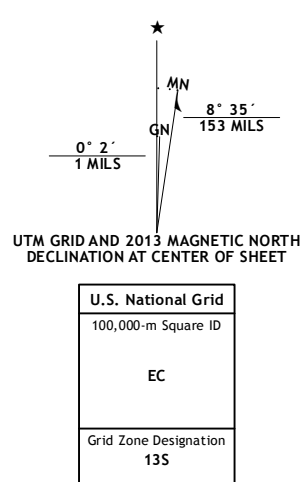 ★
MN
GN
8° 35´
153 MILS
0° 2´
1 MILS
UTM GRID AND 2013 MAGNETIC NORTH
DECLINATION AT CENTER OF SHEET
U.S. National Grid
100,000-m Square ID
EC
Grid Zone Designation
13S